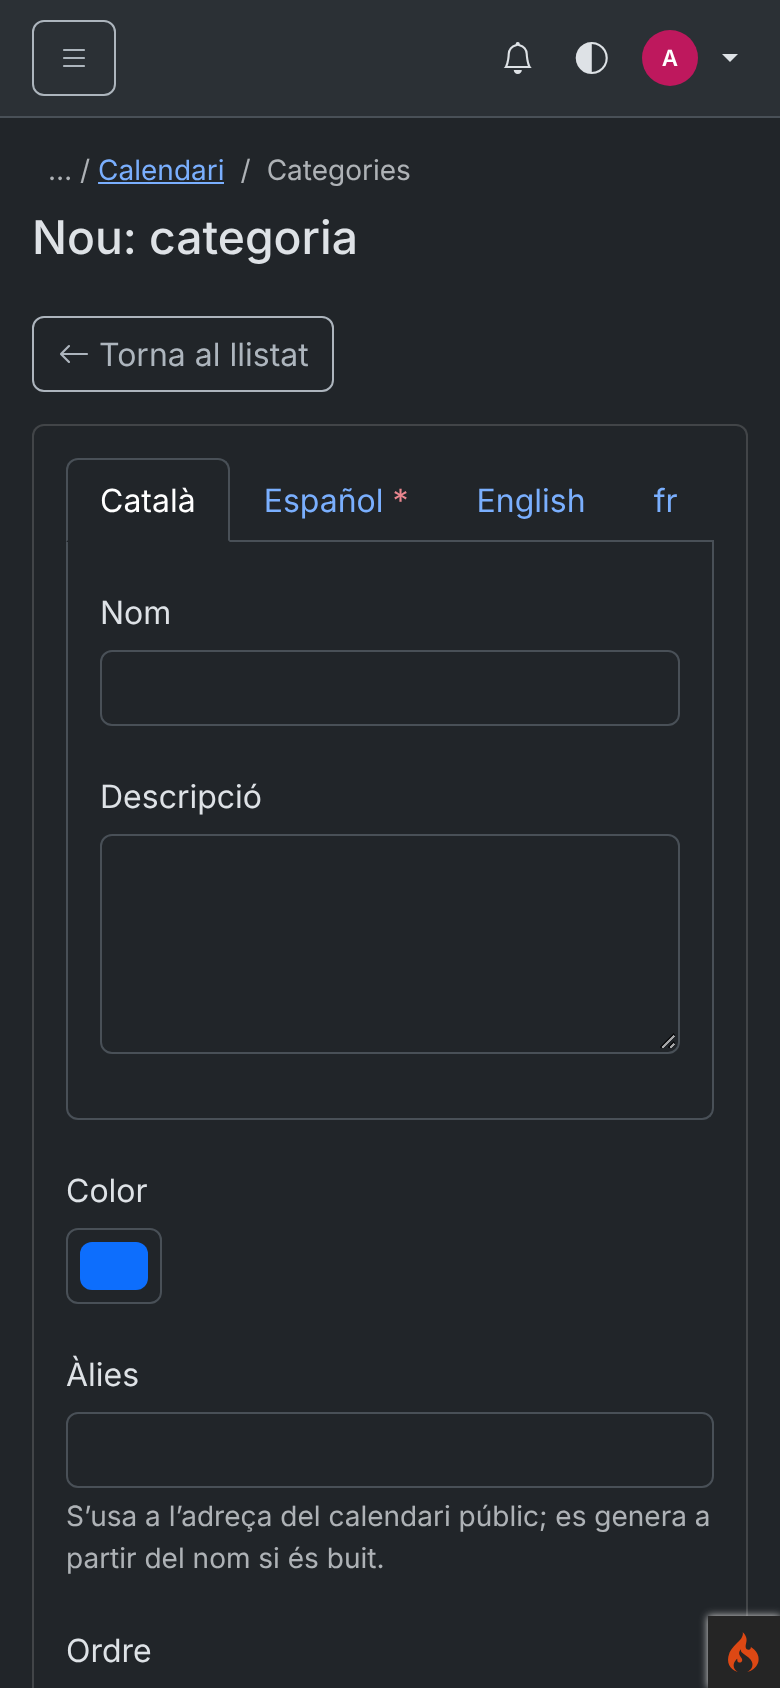 A
... / Calendari / Categories
Nou: categoria
← Torna al llistat
Català
Español *
English
fr
Nom
Descripció
Color
Àlies
S’usa a l’adreça del calendari públic; es genera a
partir del nom si és buit.
Ordre